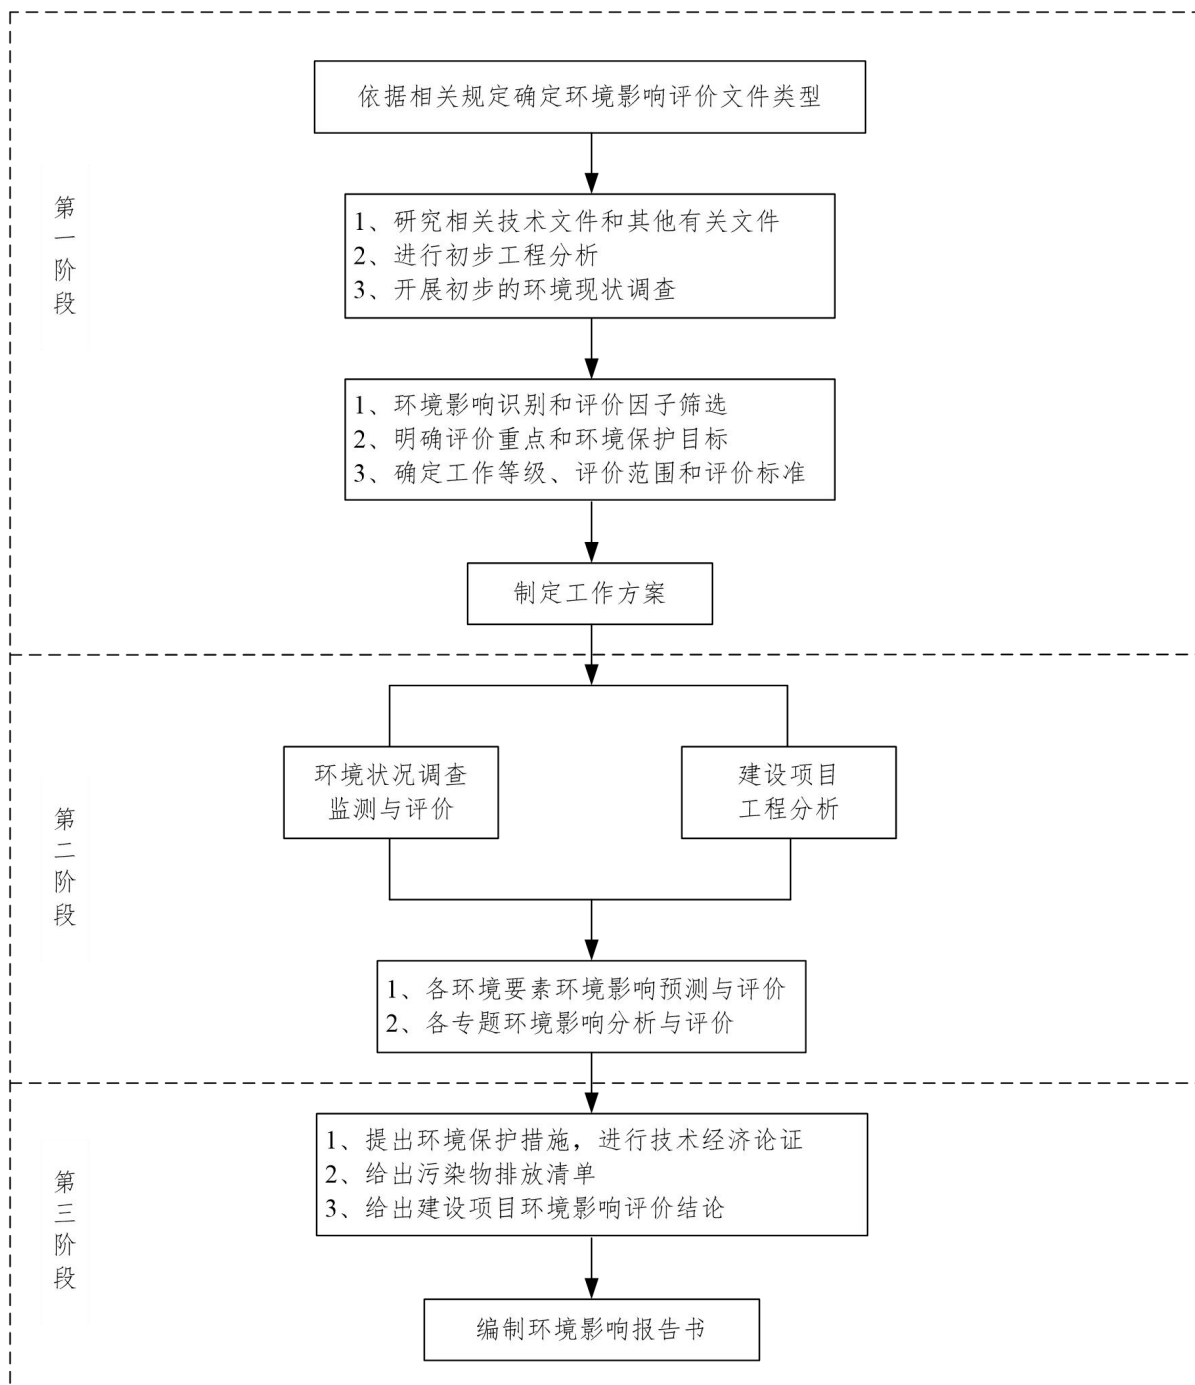 依据相关规定确定环境影响评价文件类型
第一阶段
1、研究相关技术文件和其他有关文件
2、进行初步工程分析
3、开展初步的环境现状调查
1、环境影响识别和评价因子筛选
2、明确评价重点和环境保护目标
3、确定工作等级、评价范围和评价标准
制定工作方案
第二阶段
环境状况调查
监测与评价
建设项目
工程分析
1、各环境要素环境影响预测与评价
2、各专题环境影响分析与评价
第三阶段
1、提出环境保护措施，进行技术经济论证
2、给出污染物排放清单
3、给出建设项目环境影响评价结论
编制环境影响报告书